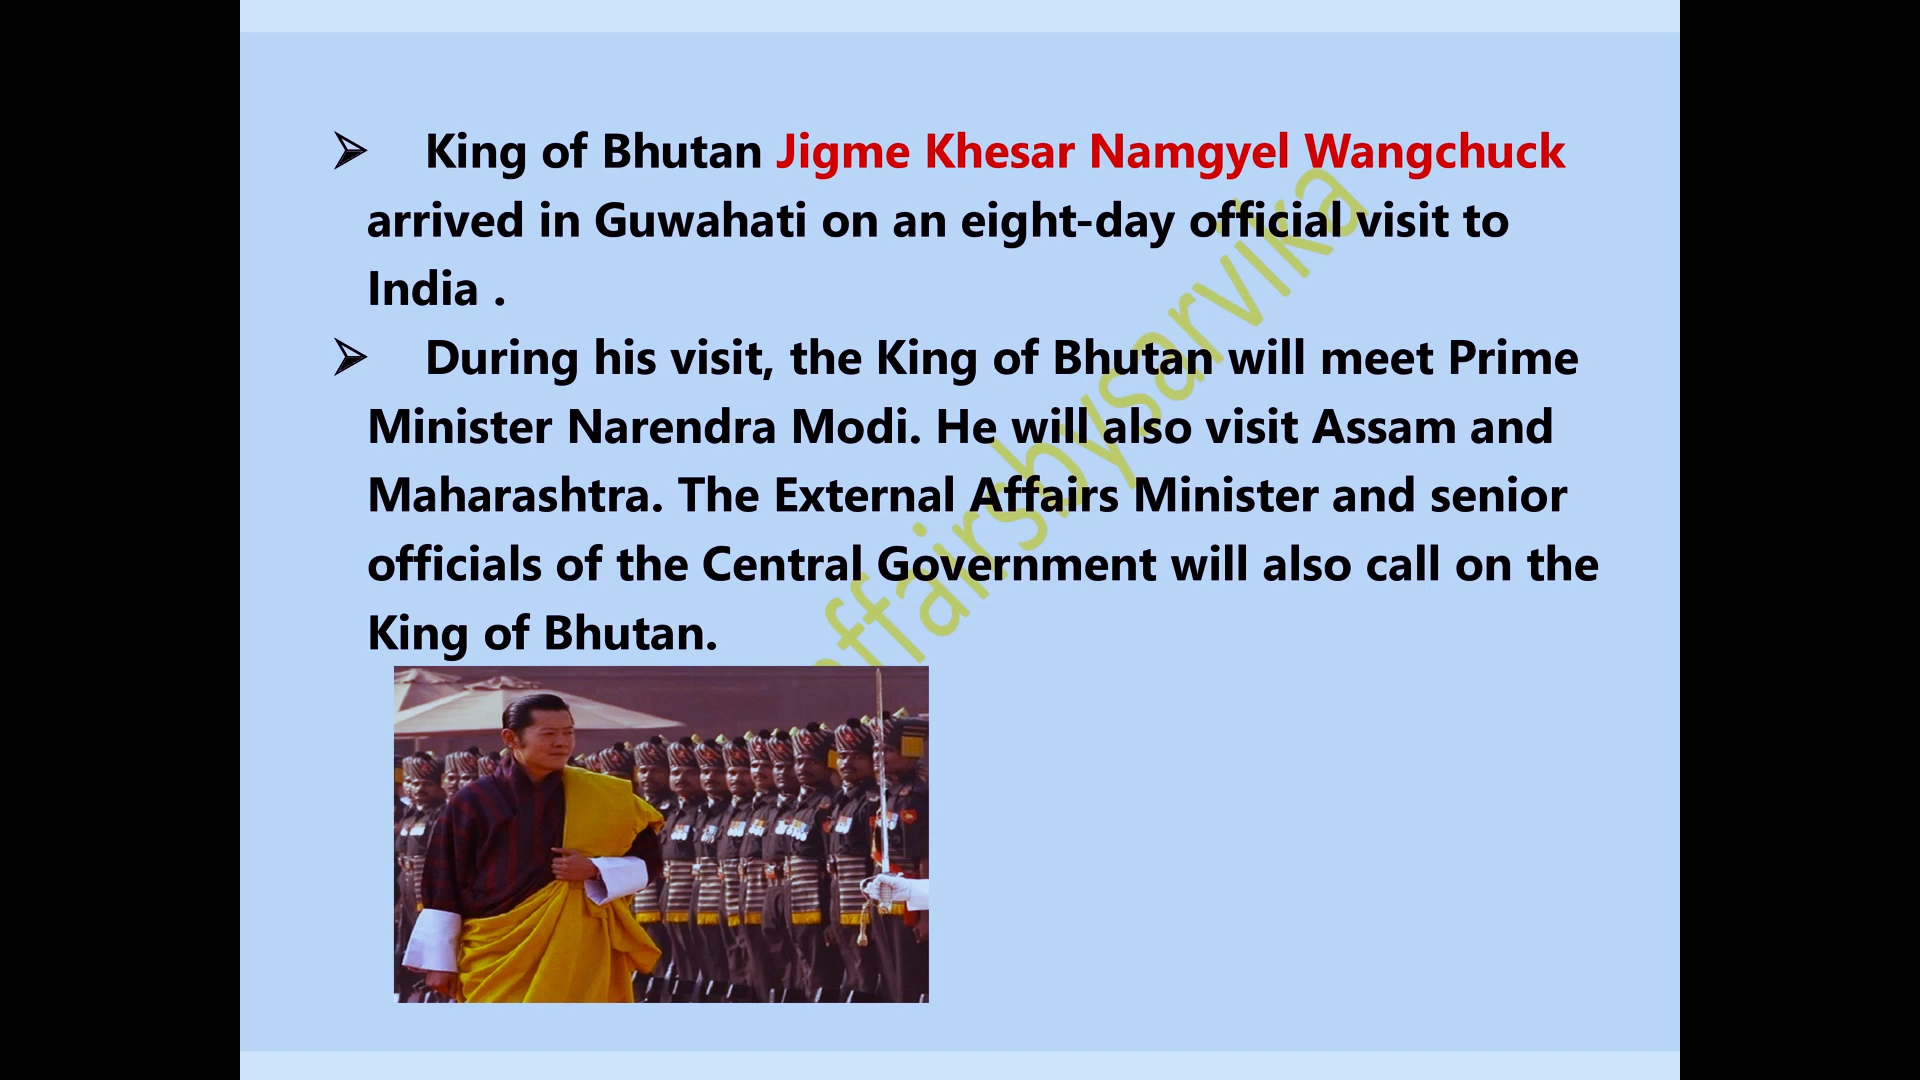 ➢ King of Bhutan Jigme Khesar Namgyel Wangchuck
arrived in Guwahati on an eight-day official visit to
India .
➢ During his visit, the King of Bhutan will meet Prime
Minister Narendra Modi. He will also visit Assam and
Maharashtra. The External Affairs Minister and senior
officials of the Central Government will also call on the
King of Bhutan.
affairsbysarvika